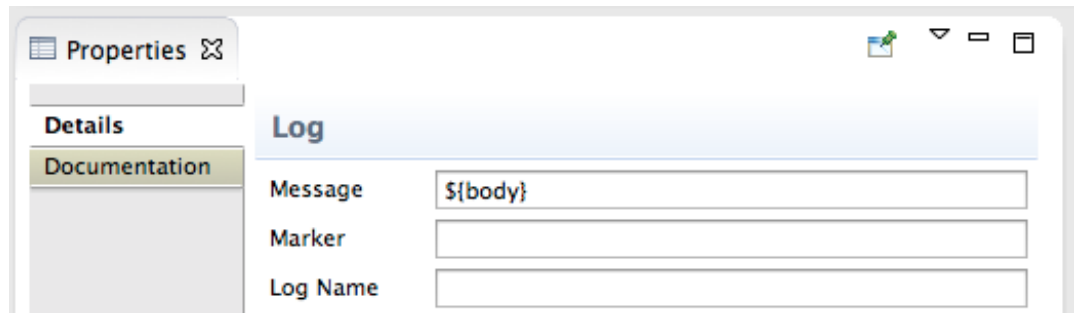 Properties
Details
Log
Documentation
Message ${body}
Marker
Log Name